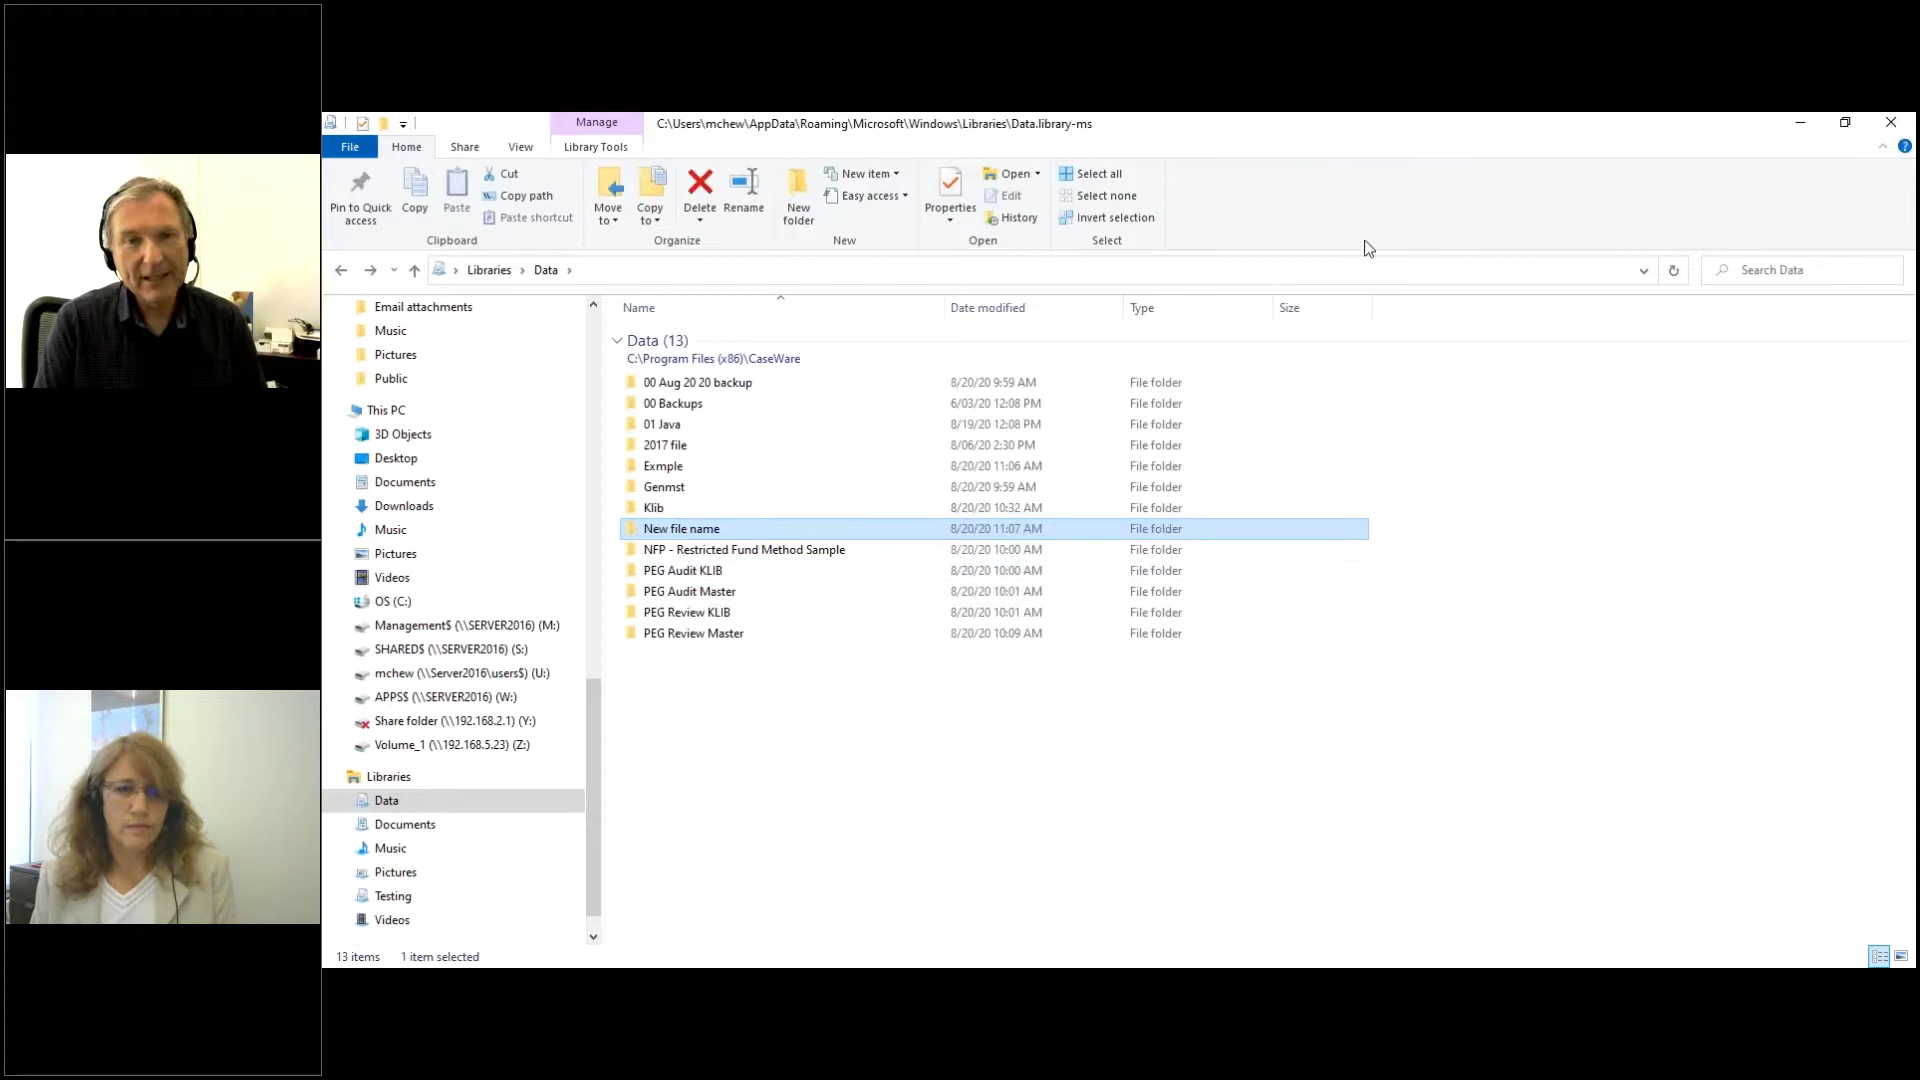 Manage
C:\Users\mchew\AppData\Roaming\Microsoft\Windows\Libraries\Data.library-ms
File
Home
Share
View
Library Tools
Pin to Quick access
Copy
Paste
Cut
Copy path
Paste shortcut
Clipboard
Move to
Copy to
Delete
Rename
Organize
New folder
New item
Easy access
New
Properties
Open
Edit
History
Open
Select all
Select none
Invert selection
Select
Libraries > Data >
Search Data
Email attachments
Music
Pictures
Public
This PC
3D Objects
Desktop
Documents
Downloads
Music
Pictures
Videos
OS (C:)
Management$ (\\SERVER2016) (M:)
SHARED$ (\\SERVER2016) (S:)
mchew (\\Server2016\users$) (U:)
APPS$ (\\SERVER2016) (W:)
Share folder (\\192.168.2.1) (Y:)
Volume_1 (\\192.168.5.23) (Z:)
Libraries
Data
Documents
Music
Pictures
Testing
Videos
Name Date modified Type Size
Data (13)
C:\Program Files (x86)\CaseWare
00 Aug 20 20 backup 8/20/20 9:59 AM File folder
00 Backups 6/03/20 12:08 PM File folder
01 Java 8/19/20 12:08 PM File folder
2017 file 8/06/20 2:30 PM File folder
Exmple 8/20/20 11:06 AM File folder
Genmst 8/20/20 9:59 AM File folder
Klib 8/20/20 10:32 AM File folder
New file name 8/20/20 11:07 AM File folder
NFP - Restricted Fund Method Sample 8/20/20 10:00 AM File folder
PEG Audit KLIB 8/20/20 10:00 AM File folder
PEG Audit Master 8/20/20 10:01 AM File folder
PEG Review KLIB 8/20/20 10:01 AM File folder
PEG Review Master 8/20/20 10:09 AM File folder
13 items 1 item selected